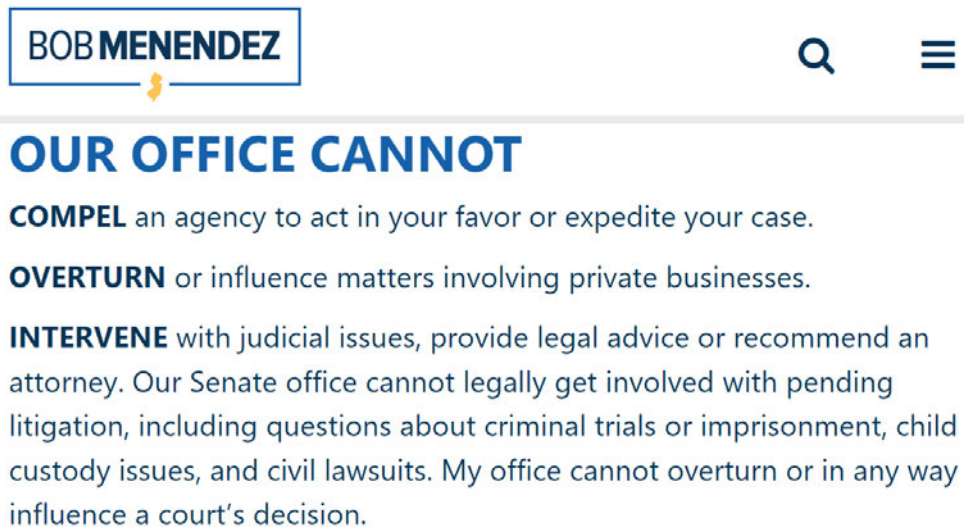 BOB MENENDEZ
OUR OFFICE CANNOT
COMPEL an agency to act in your favor or expedite your case.
OVERTURN or influence matters involving private businesses.
INTERVENE with judicial issues, provide legal advice or recommend an
attorney. Our Senate office cannot legally get involved with pending
litigation, including questions about criminal trials or imprisonment, child
custody issues, and civil lawsuits. My office cannot overturn or in any way
influence a court’s decision.